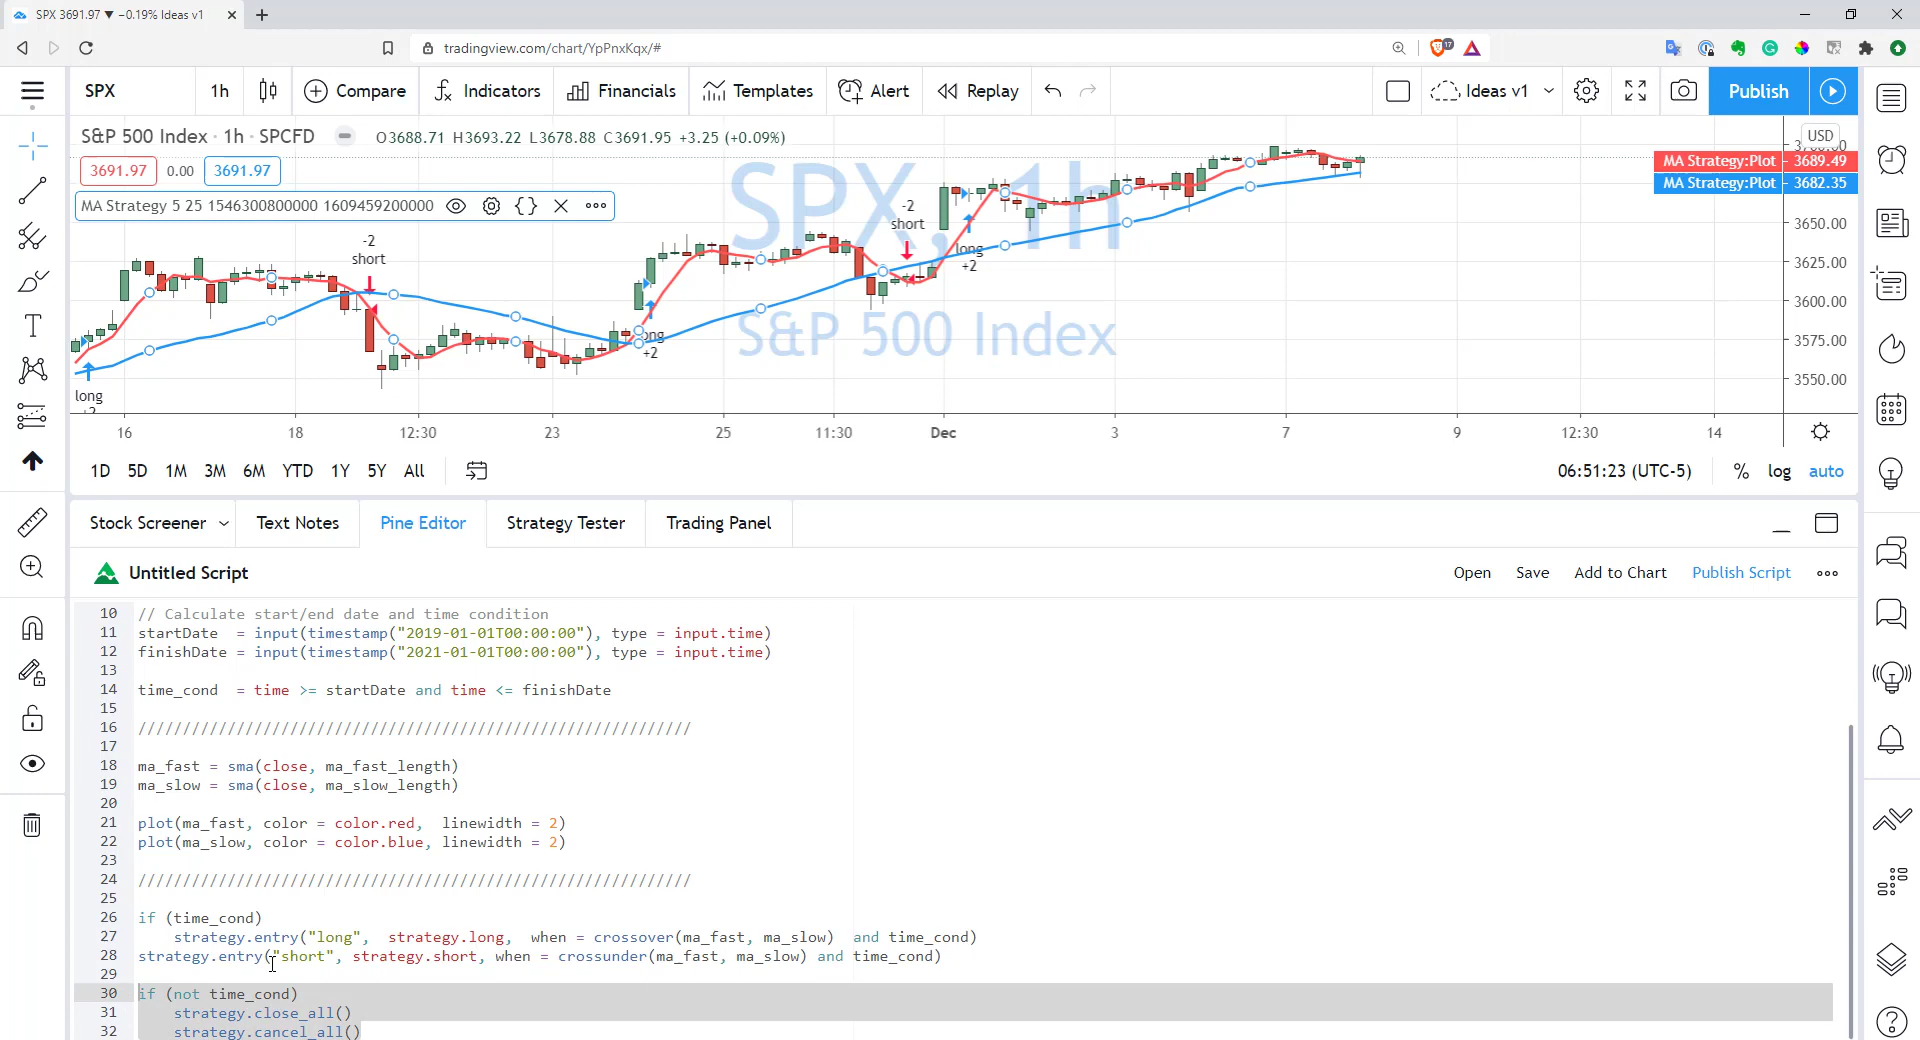 SPX 3691.97 ▼ −0.19% Ideas v1
tradingview.com/chart/YpPnxKqx/#
17
SPX 1h Compare Indicators Financials Templates Alert Replay Ideas v1 Publish
S&P 500 Index · 1h · SPCFD O3688.71 H3693.22 L3678.88 C3691.95 +3.25 (+0.09%)
3691.97 0.00 3691.97
MA Strategy 5 25 1546300800000 1609459200000
SPX, 1h
S&P 500 Index
USD
MA Strategy:Plot 3689.49
MA Strategy:Plot 3682.35
3650.00
3625.00
3600.00
3575.00
3550.00
-2
short
-2
short
long
+2
+2
long
16 18 12:30 23 25 11:30 Dec 3 7 9 12:30 14
1D 5D 1M 3M 6M YTD 1Y 5Y All 06:51:23 (UTC-5) % log auto
Stock Screener Text Notes Pine Editor Strategy Tester Trading Panel
Untitled Script Open Save Add to Chart Publish Script
10 // Calculate start/end date and time condition
11 startDate  = input(timestamp("2019-01-01T00:00:00"), type = input.time)
12 finishDate = input(timestamp("2021-01-01T00:00:00"), type = input.time)
13
14 time_cond  = time >= startDate and time <= finishDate
15
16 //////////////////////////////////////////////////////////////
17
18 ma_fast = sma(close, ma_fast_length)
19 ma_slow = sma(close, ma_slow_length)
20
21 plot(ma_fast, color = color.red,  linewidth = 2)
22 plot(ma_slow, color = color.blue, linewidth = 2)
23
24 //////////////////////////////////////////////////////////////
25
26 if (time_cond)
27     strategy.entry("long",  strategy.long,  when = crossover(ma_fast, ma_slow)  and time_cond)
28 strategy.entry("short", strategy.short, when = crossunder(ma_fast, ma_slow) and time_cond)
29
30 if (not time_cond)
31     strategy.close_all()
32     strategy.cancel_all()